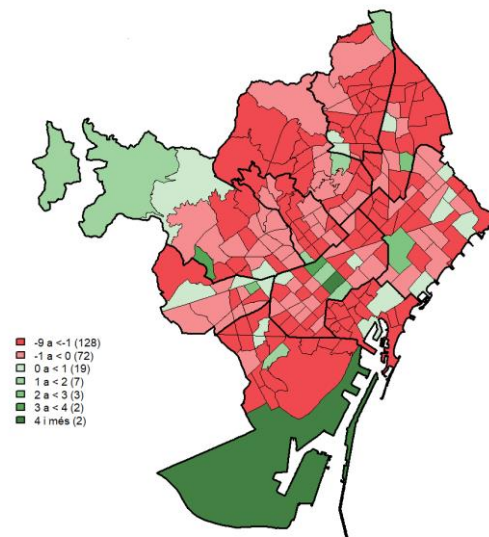 -9 a <-1 (128)
-1 a < 0 (72)
0 a < 1 (19)
1 a < 2 (7)
2 a < 3 (3)
3 a < 4 (2)
4 i més (2)